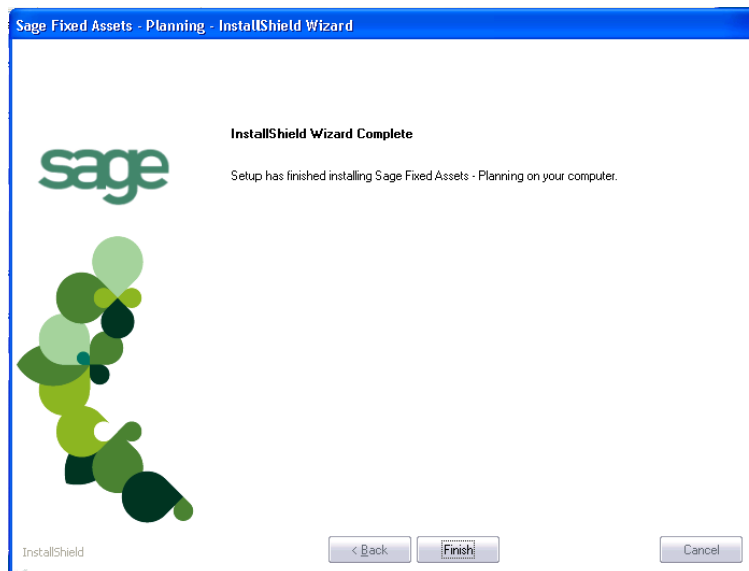 Sage Fixed Assets - Planning - InstallShield Wizard
InstallShield Wizard Complete
sage
Setup has finished installing Sage Fixed Assets - Planning on your computer.
InstallShield
< Back
Finish
Cancel